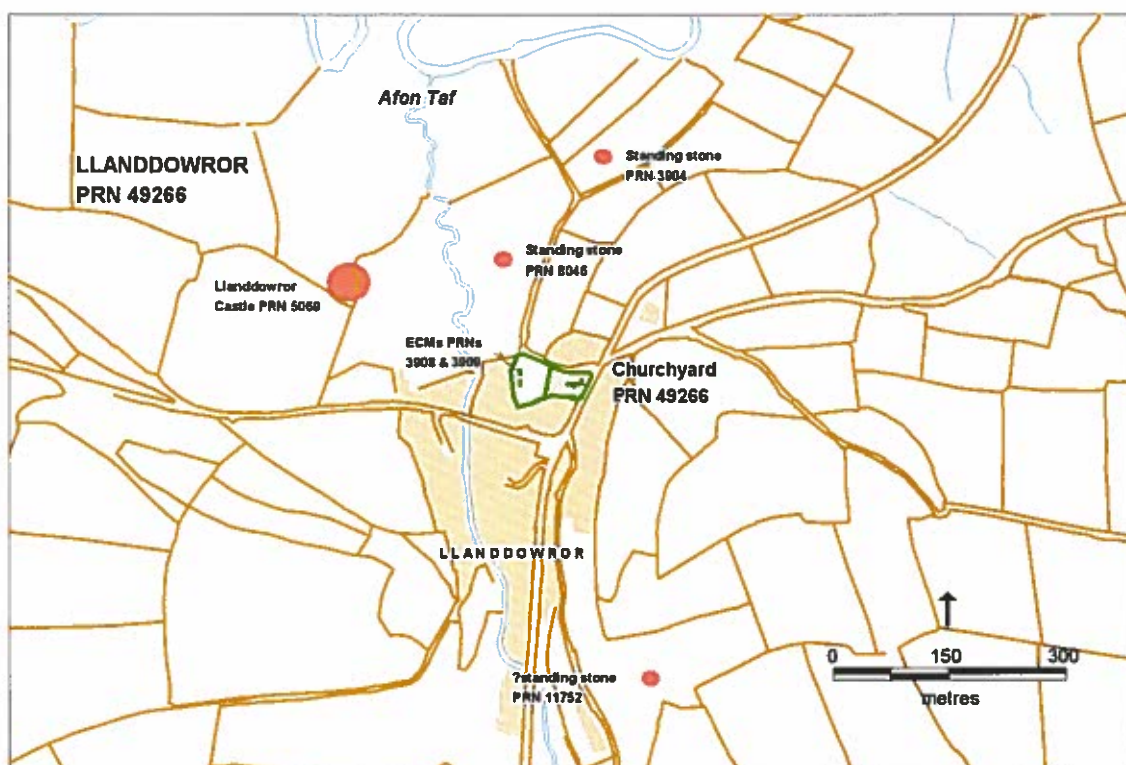 Afon Taf
LLANDDOWROR
PRN 49266
Standing stone
PRN 3904
Standing stone
PRN 8046
Llanddowror
Castle PRN 5069
ECMs PRNs
3908 & 3909
Churchyard
PRN 49266
LLANDDOWROR
0 150 300
metres
?standing stone
PRN 11752